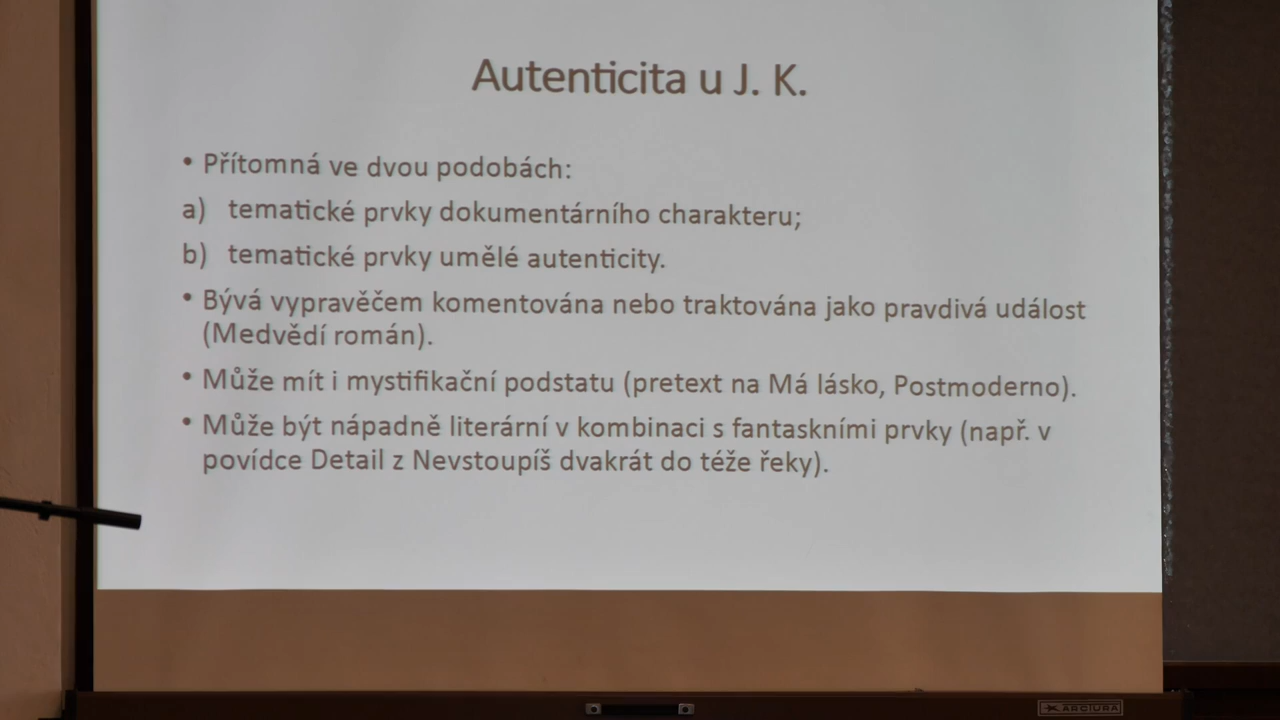 Autenticita u J. K.
• Přítomná ve dvou podobách:
a) tematické prvky dokumentárního charakteru;
b) tematické prvky umělé autenticity.
• Bývá vypravěčem komentována nebo traktována jako pravdivá událost
(Medvědí román).
• Může mít i mystifikační podstatu (pretext na Má lásko, Postmoderno).
• Může být nápadně literární v kombinaci s fantaskními prvky (např. v
povídce Detail z Nevstoupíš dvakrát do téže řeky).
ARCIURA